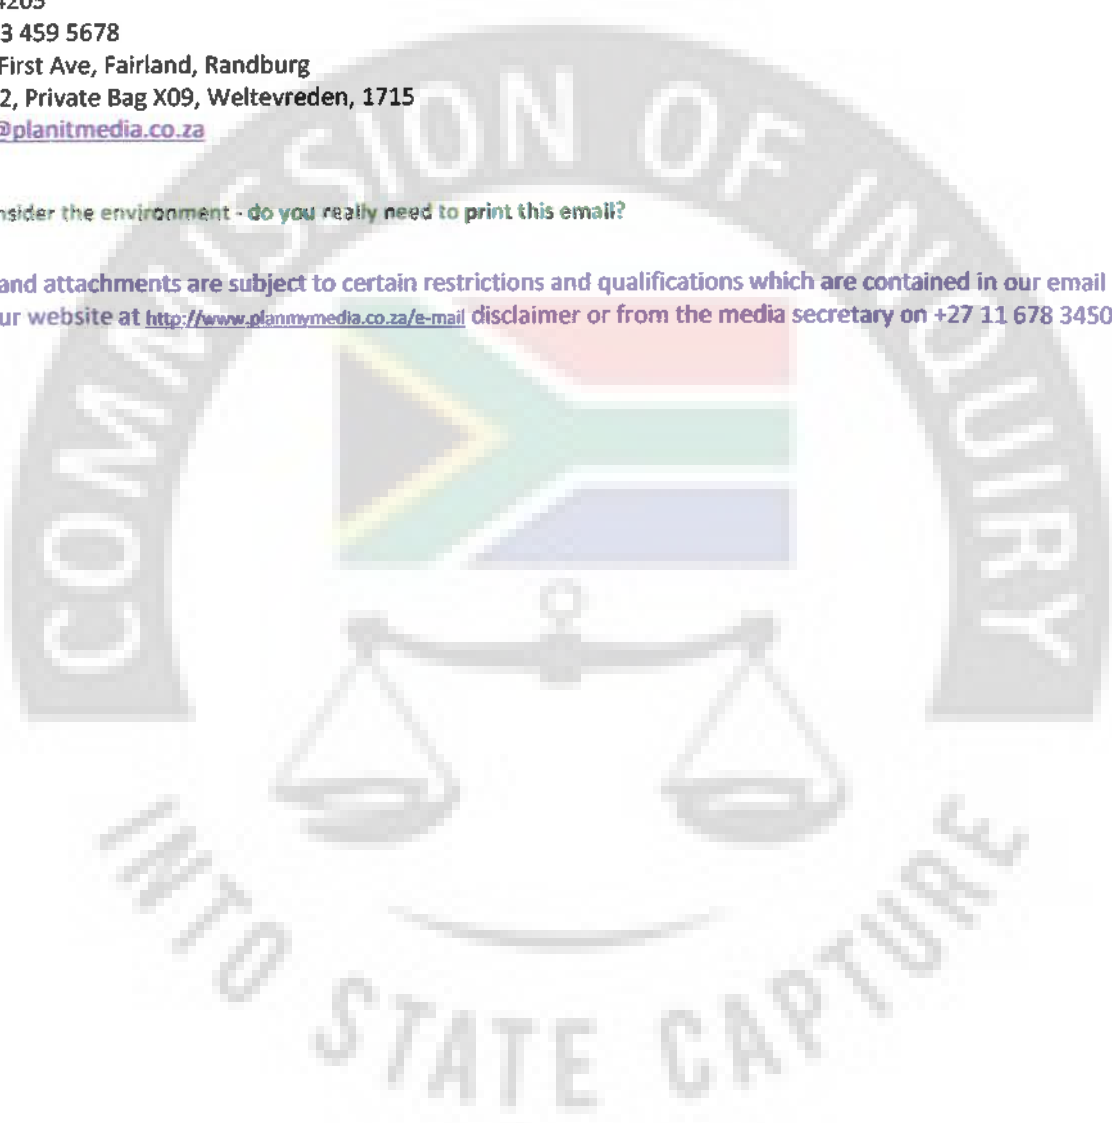 3 459 5678
First Ave, Fairland, Randburg
2, Private Bag X09, Weltevreden, 1715
@planitmedia.co.za
nsider the environment - do you really need to print this email?
and attachments are subject to certain restrictions and qualifications which are contained in our email
ur website at http://www.planmymedia.co.za/e-mail disclaimer or from the media secretary on +27 11 678 3450
COMMISSION OF INQUIRY
INTO STATE CAPTURE